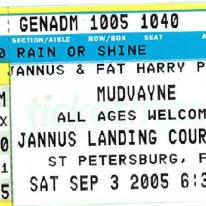 GENADM 1005 1040
SECTION/AISLE ROW/BOX SEAT
RAIN OR SHINE
JANNUS & FAT HARRY P
MUDVAYNE
ALL AGES WELCOM
JANNUS LANDING COUR
ST PETERSBURG, F
SAT SEP 3 2005 6:3